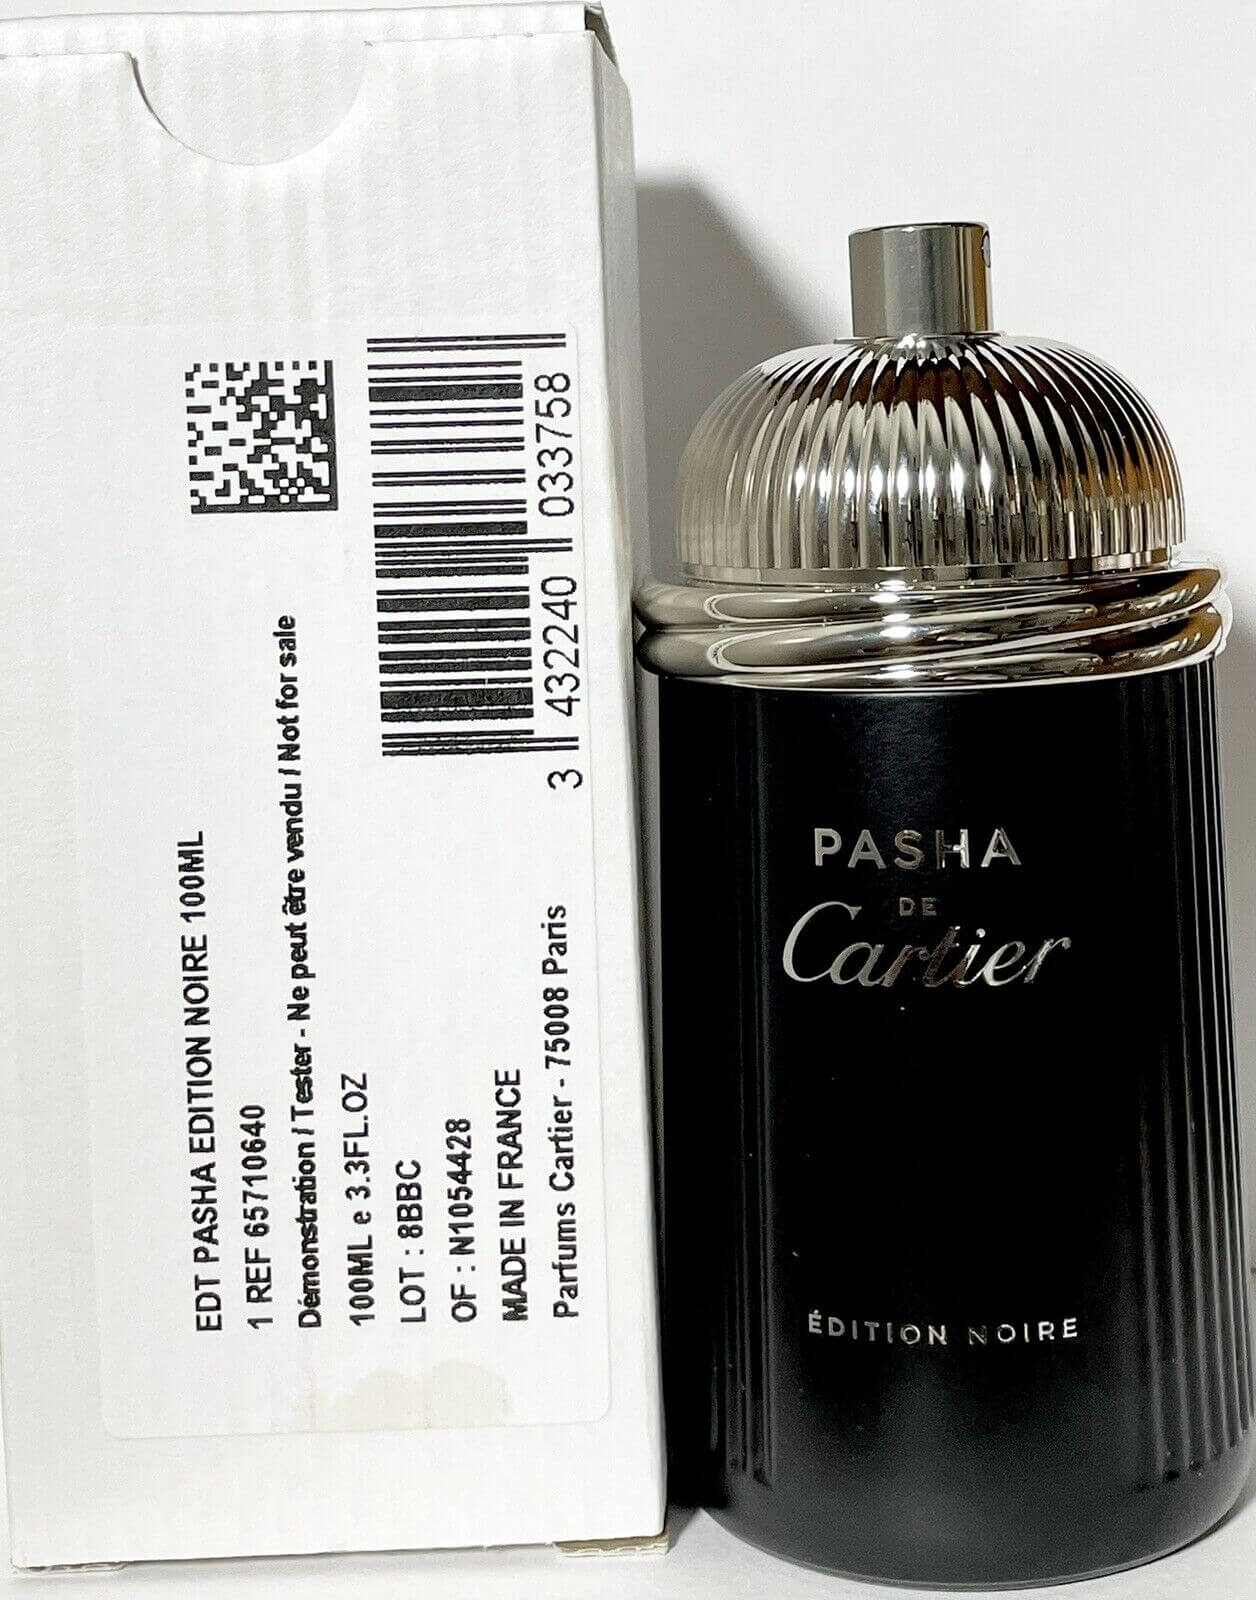 EDT PASHA EDITION NOIRE 100ML
1 REF 65710640
Démonstration / Tester - Ne peut être vendu / Not for sale
100ML e 3.3FL.OZ
LOT : 8BBC
OF : N1054428
MADE IN FRANCE
Parfums Cartier - 75008 Paris
3 432240 033758
PASHA
DE
Cartier
ÉDITION NOIRE